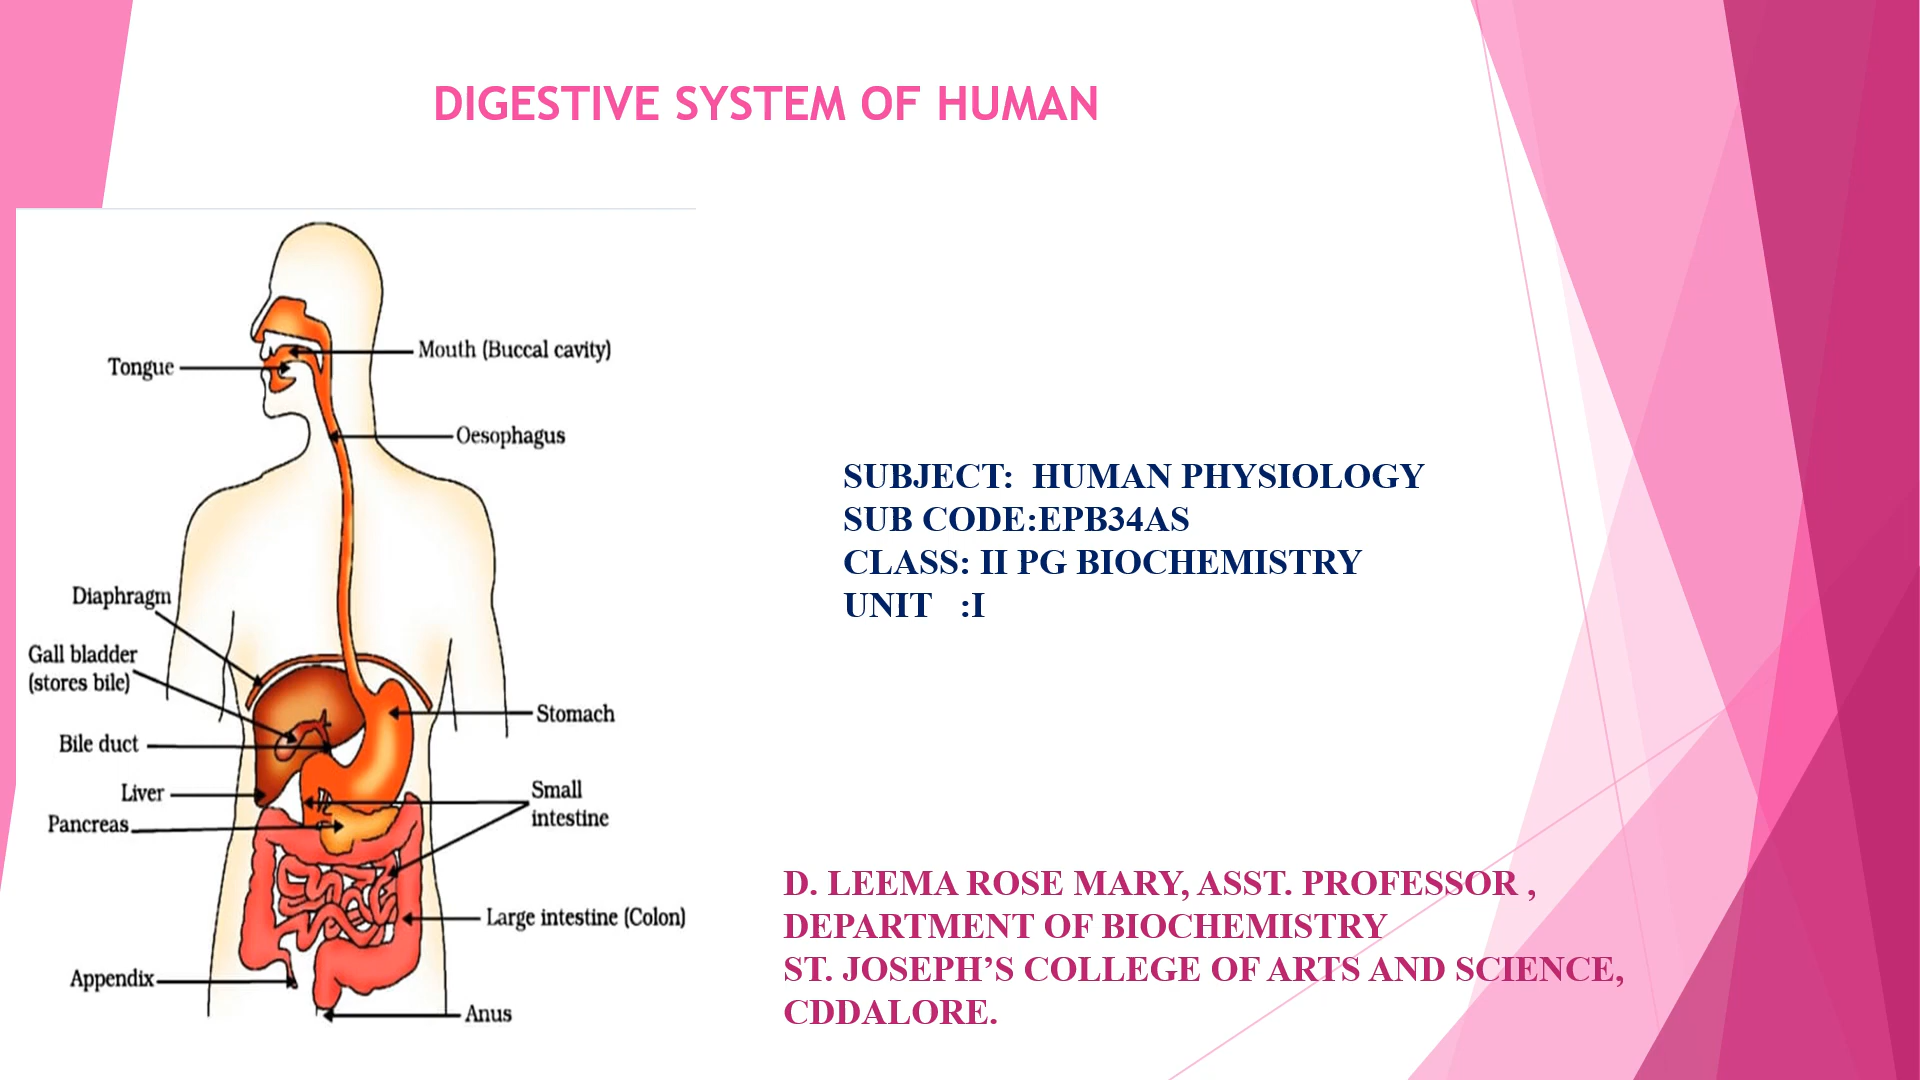 DIGESTIVE SYSTEM OF HUMAN
Mouth (Buccal cavity)
Tongue
Oesophagus
Diaphragm
Gall bladder
(stores bile)
Stomach
Bile duct
Liver
Small
intestine
Pancreas
Large intestine (Colon)
Appendix
Anus
SUBJECT:  HUMAN PHYSIOLOGY
SUB CODE:EPB34AS
CLASS: II PG BIOCHEMISTRY
UNIT   :I
D. LEEMA ROSE MARY, ASST. PROFESSOR ,
DEPARTMENT OF BIOCHEMISTRY
ST. JOSEPH’S COLLEGE OF ARTS AND SCIENCE,
CDDALORE.